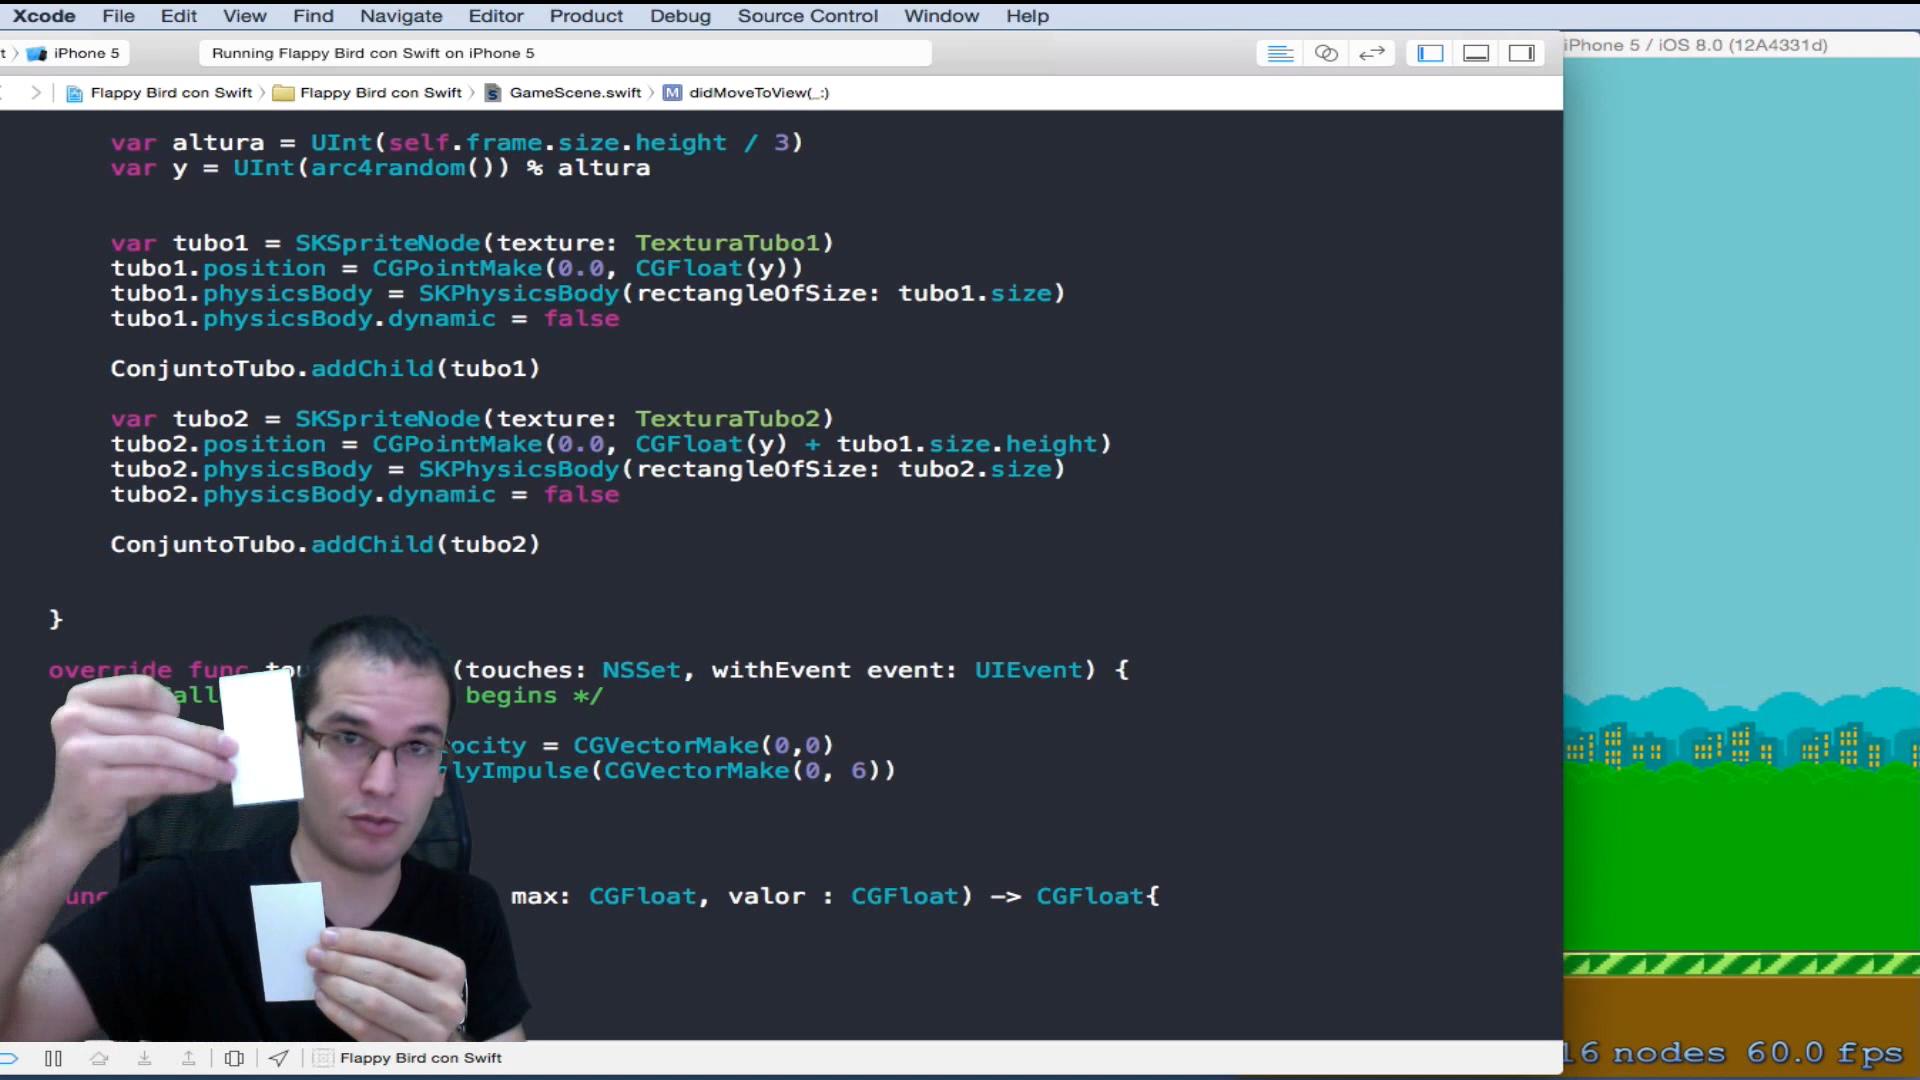 Xcode File Edit View Find Navigate Editor Product Debug Source Control Window Help
iPhone 5 Running Flappy Bird con Swift on iPhone 5
iPhone 5 / iOS 8.0 (12A4331d)
Flappy Bird con Swift Flappy Bird con Swift GameScene.swift M didMoveToView(_:)
var altura = UInt(self.frame.size.height / 3)
var y = UInt(arc4random()) % altura
var tubo1 = SKSpriteNode(texture: TexturaTubo1)
tubo1.position = CGPointMake(0.0, CGFloat(y))
tubo1.physicsBody = SKPhysicsBody(rectangleOfSize: tubo1.size)
tubo1.physicsBody.dynamic = false
ConjuntoTubo.addChild(tubo1)
var tubo2 = SKSpriteNode(texture: TexturaTubo2)
tubo2.position = CGPointMake(0.0, CGFloat(y) + tubo1.size.height)
tubo2.physicsBody = SKPhysicsBody(rectangleOfSize: tubo2.size)
tubo2.physicsBody.dynamic = false
ConjuntoTubo.addChild(tubo2)
}
override func (touches: NSSet, withEvent event: UIEvent) {
begins */
ocity = CGVectorMake(0,0)
lyImpulse(CGVectorMake(0, 6))
max: CGFloat, valor : CGFloat) -> CGFloat{
Flappy Bird con Swift
16 nodes 60.0 fps